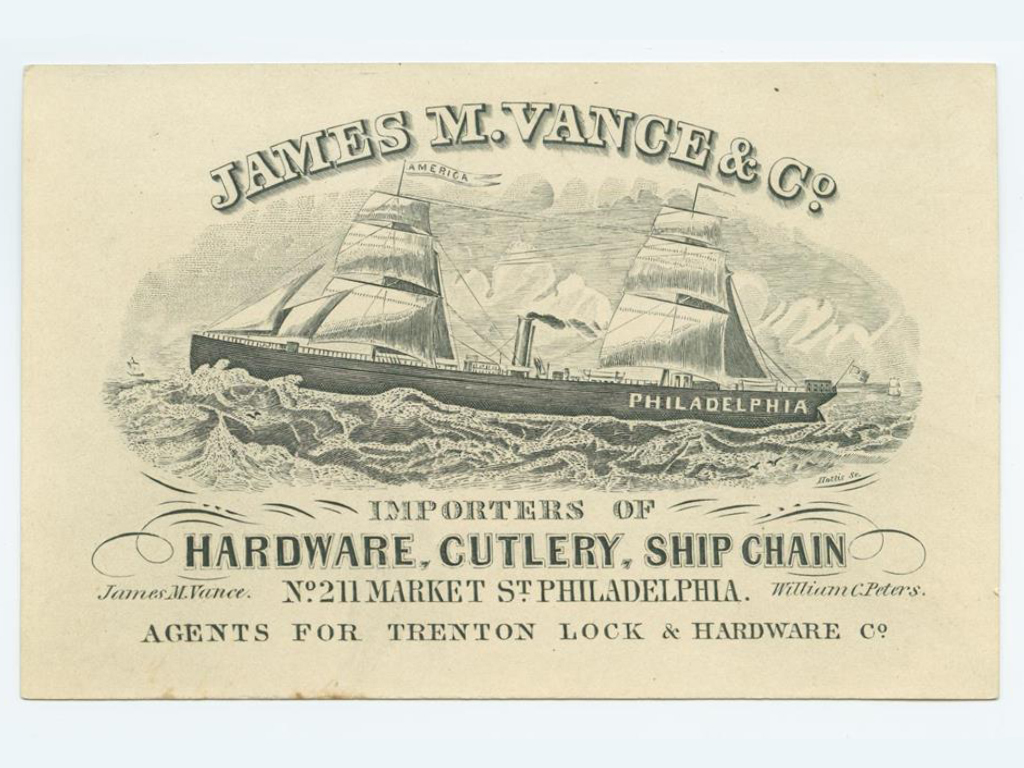 JAMES M. VANCE & Cº
AMERICA
PHILADELPHIA
IMPORTERS OF
HARDWARE, CUTLERY, SHIP CHAIN
James M. Vance. Nº 211 MARKET ST PHILADELPHIA. William C. Peters.
AGENTS FOR TRENTON LOCK & HARDWARE Cº